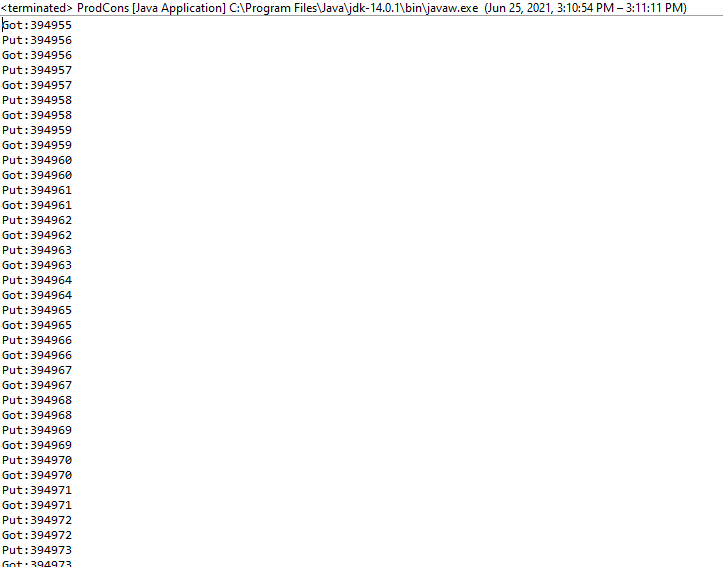 <terminated> ProdCons [Java Application] C:\Program Files\Java\jdk-14.0.1\bin\javaw.exe (Jun 25, 2021, 3:10:54 PM – 3:11:11 PM)
Got:394955
Put:394956
Got:394956
Put:394957
Got:394957
Put:394958
Got:394958
Put:394959
Got:394959
Put:394960
Got:394960
Put:394961
Got:394961
Put:394962
Got:394962
Put:394963
Got:394963
Put:394964
Got:394964
Put:394965
Got:394965
Put:394966
Got:394966
Put:394967
Got:394967
Put:394968
Got:394968
Put:394969
Got:394969
Put:394970
Got:394970
Put:394971
Got:394971
Put:394972
Got:394972
Put:394973
Got:394973